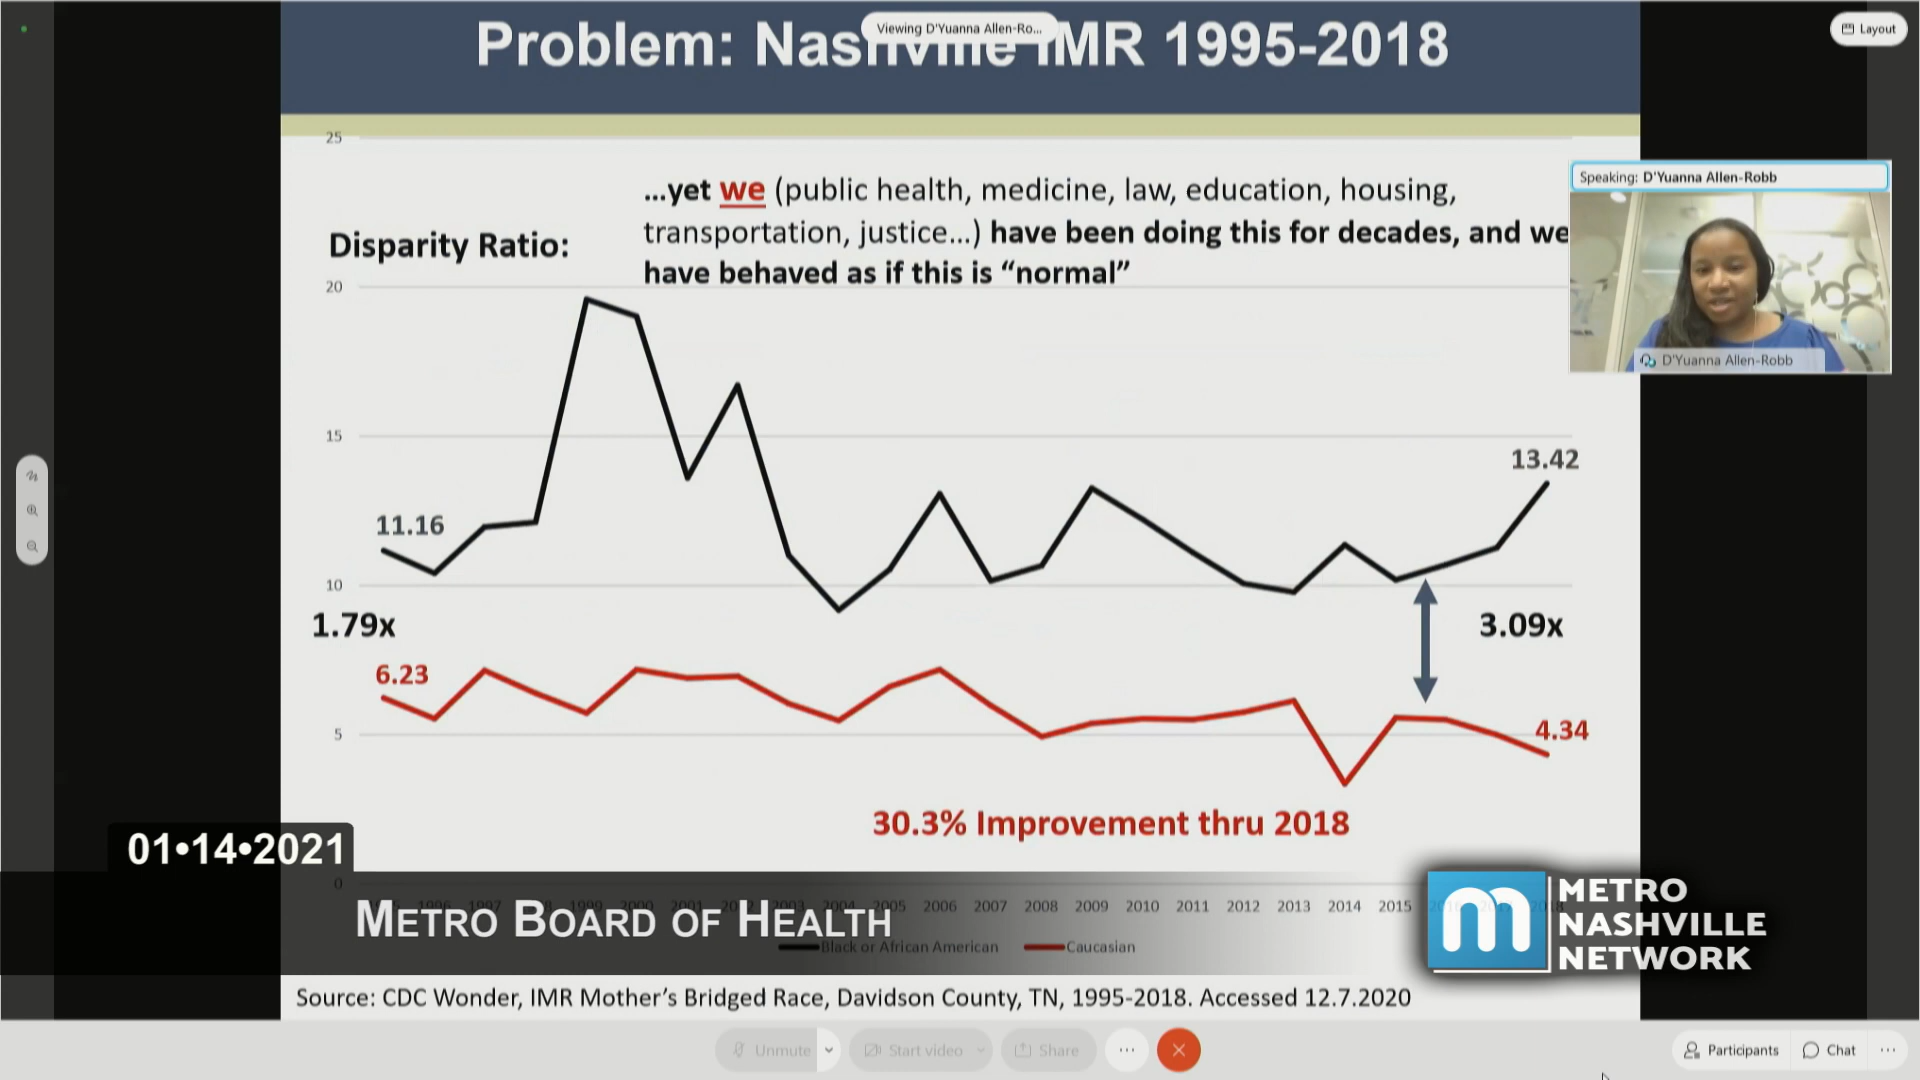 Problem: Nashville IMR 1995-2018
Viewing D'Yuanna Allen-Ro...
Layout
25
...yet we (public health, medicine, law, education, housing,
transportation, justice...) have been doing this for decades, and we
have behaved as if this is “normal”
Disparity Ratio:
Speaking: D'Yuanna Allen-Robb
D'Yuanna Allen-Robb
20
15
13.42
11.16
10
1.79x
3.09x
6.23
5
4.34
30.3% Improvement thru 2018
01•14•2021
0
1996 1997 1998 1999 2000 2001 2002 2003 2004 2005 2006 2007 2008 2009 2010 2011 2012 2013 2014 2015
METRO BOARD OF HEALTH
Black or African American Caucasian
m METRO
NASHVILLE
NETWORK
Source: CDC Wonder, IMR Mother’s Bridged Race, Davidson County, TN, 1995-2018. Accessed 12.7.2020
Unmute Start video Share ... Participants Chat ...